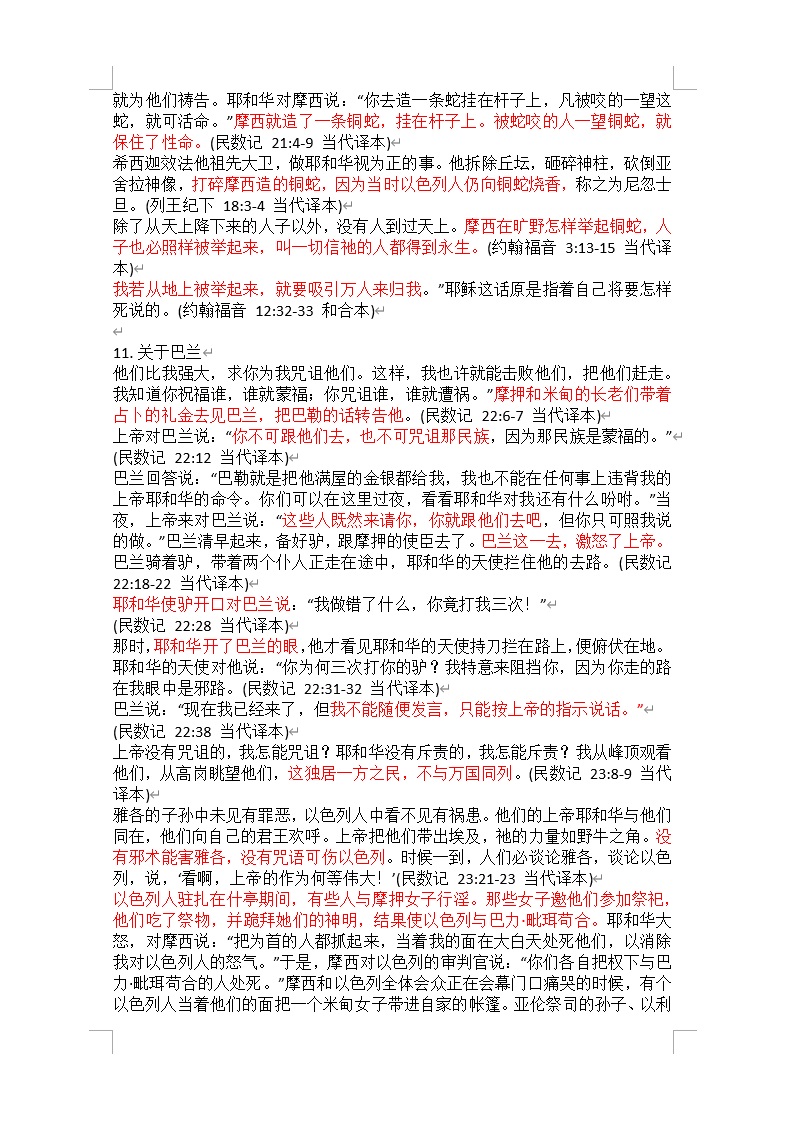 就为他们祷告。耶和华对摩西说：“你去造一条蛇挂在杆子上，凡被咬的一望这
蛇，就可活命。”摩西就造了一条铜蛇，挂在杆子上。被蛇咬的人一望铜蛇，就
保住了性命。(民数记 21:4-9 当代译本)
希西迦效法他祖先大卫，做耶和华视为正的事。他拆除丘坛，砸碎神柱，砍倒亚
舍拉神像，打碎摩西造的铜蛇，因为当时以色列人仍向铜蛇烧香，称之为尼忽士
旦。(列王纪下 18:3-4 当代译本)
除了从天上降下来的人子以外，没有人到过天上。摩西在旷野怎样举起铜蛇，人
子也必照样被举起来，叫一切信祂的人都得到永生。(约翰福音 3:13-15 当代译
本)
我若从地上被举起来，就要吸引万人来归我。”耶稣这话原是指着自己将要怎样
死说的。(约翰福音 12:32-33 和合本)
11. 关于巴兰
他们比我强大，求你为我咒诅他们。这样，我也许就能击败他们，把他们赶走。
我知道你祝福谁，谁就蒙福；你咒诅谁，谁就遭祸。”摩押和米甸的长老们带着
占卜的礼金去见巴兰，把巴勒的话转告他。(民数记 22:6-7 当代译本)
上帝对巴兰说：“你不可跟他们去，也不可咒诅那民族，因为那民族是蒙福的。”
(民数记 22:12 当代译本)
巴兰回答说：“巴勒就是把他满屋的金银都给我，我也不能在任何事上违背我的
上帝耶和华的命令。你们可以在这里过夜，看看耶和华对我还有什么吩咐。”当
夜，上帝来对巴兰说：“这些人既然来请你，你就跟他们去吧，但你只可照我说
的做。”巴兰清早起来，备好驴，跟摩押的使臣去了。巴兰这一去，激怒了上帝。
巴兰骑着驴，带着两个仆人正走在途中，耶和华的天使拦住他的去路。(民数记
22:18-22 当代译本)
耶和华使驴开口对巴兰说：“我做错了什么，你竟打我三次！”
(民数记 22:28 当代译本)
那时，耶和华开了巴兰的眼，他才看见耶和华的天使持刀拦在路上，便俯伏在地。
耶和华的天使对他说：“你为何三次打你的驴？我特意来阻挡你，因为你走的路
在我眼中是邪路。(民数记 22:31-32 当代译本)
巴兰说：“现在我已经来了，但我不能随便发言，只能按上帝的指示说话。”
(民数记 22:38 当代译本)
上帝没有咒诅的，我怎能咒诅？耶和华没有斥责的，我怎能斥责？我从峰顶观看
他们，从高岗眺望他们，这独居一方之民，不与万国同列。(民数记 23:8-9 当代
译本)
雅各的子孙中未见有罪恶，以色列人中看不见有祸患。他们的上帝耶和华与他们
同在，他们向自己的君王欢呼。上帝把他们带出埃及，祂的力量如野牛之角。没
有邪术能害雅各，没有咒语可伤以色列。时候一到，人们必谈论雅各，谈论以色
列，说，‘看啊，上帝的作为何等伟大！’(民数记 23:21-23 当代译本)
以色列人驻扎在什亭期间，有些人与摩押女子行淫。那些女子邀他们参加祭祀，
他们吃了祭物，并跪拜她们的神明，结果使以色列与巴力·毗珥苟合。耶和华大
怒，对摩西说：“把为首的人都抓起来，当着我的面在大白天处死他们，以消除
我对以色列人的怒气。”于是，摩西对以色列的审判官说：“你们各自把权下与巴
力·毗珥苟合的人处死。”摩西和以色列全体会众正在会幕门口痛哭的时候，有个
以色列人当着他们的面把一个米甸女子带进自家的帐篷。亚伦祭司的孙子、以利